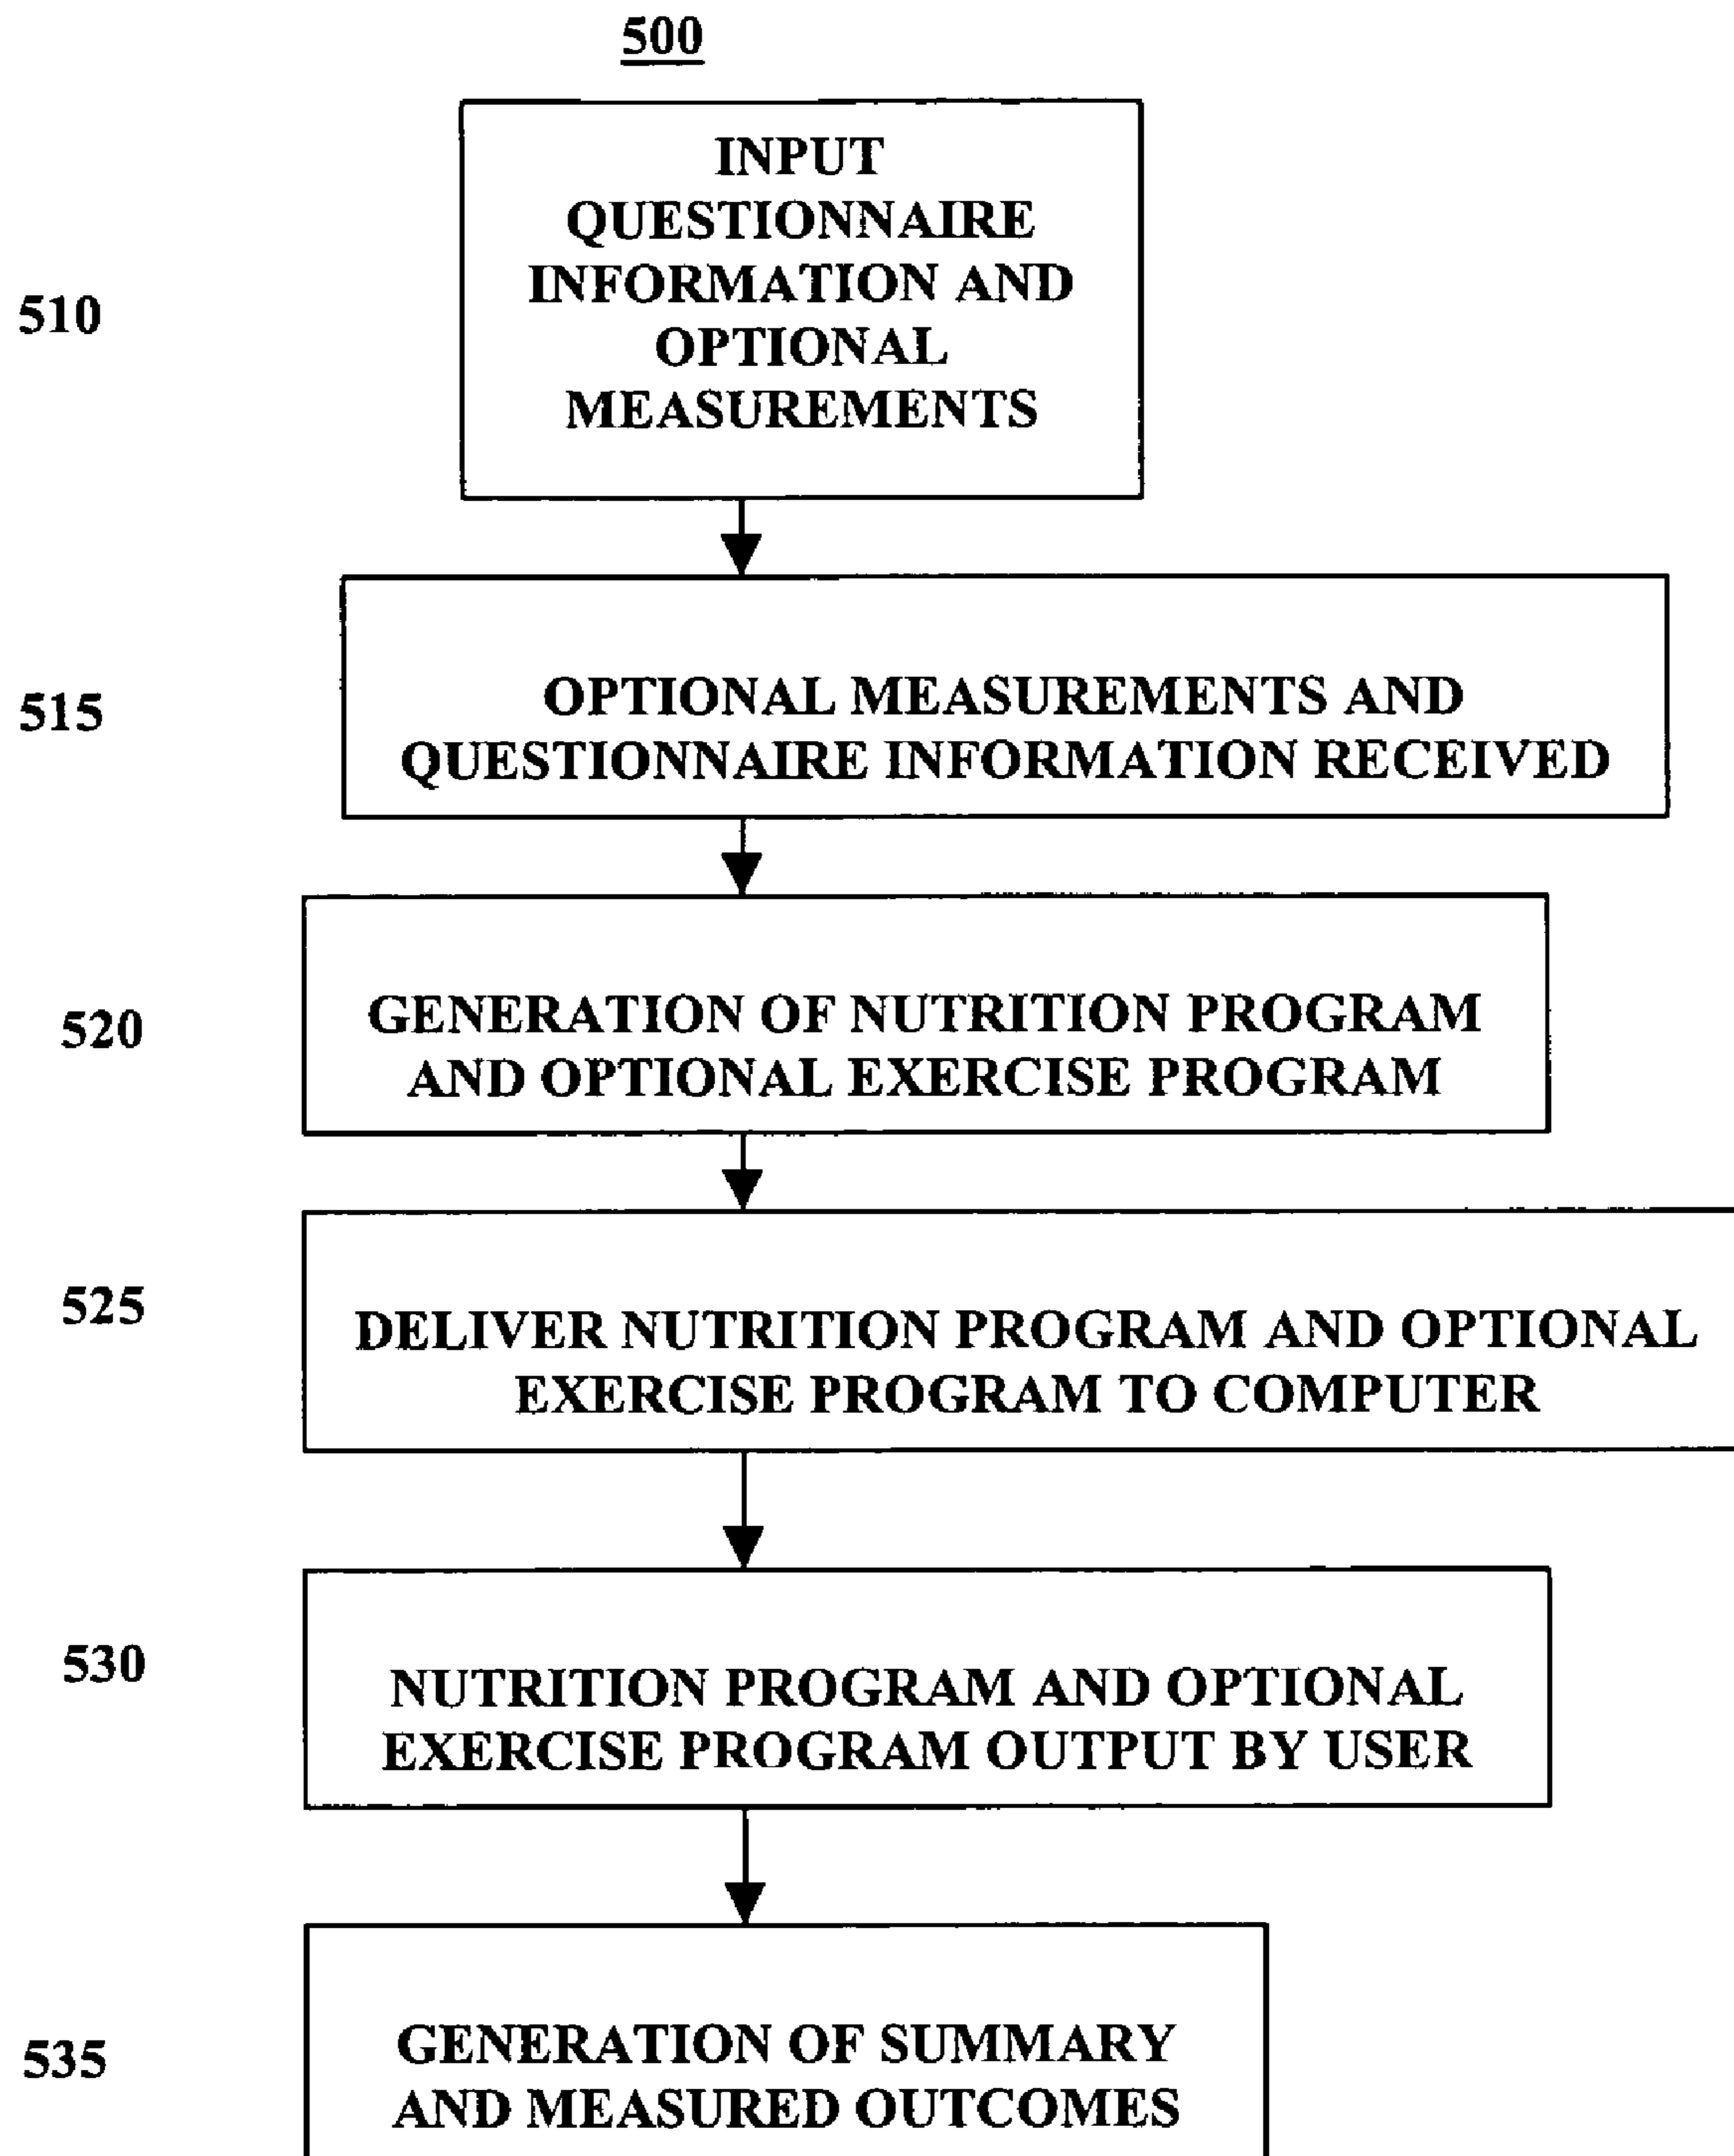 500
INPUT
QUESTIONNAIRE
INFORMATION AND
OPTIONAL
MEASUREMENTS
510
OPTIONAL MEASUREMENTS AND
QUESTIONNAIRE INFORMATION RECEIVED
515
GENERATION OF NUTRITION PROGRAM
AND OPTIONAL EXERCISE PROGRAM
520
DELIVER NUTRITION PROGRAM AND OPTIONAL
EXERCISE PROGRAM TO COMPUTER
525
NUTRITION PROGRAM AND OPTIONAL
EXERCISE PROGRAM OUTPUT BY USER
530
GENERATION OF SUMMARY
AND MEASURED OUTCOMES
535